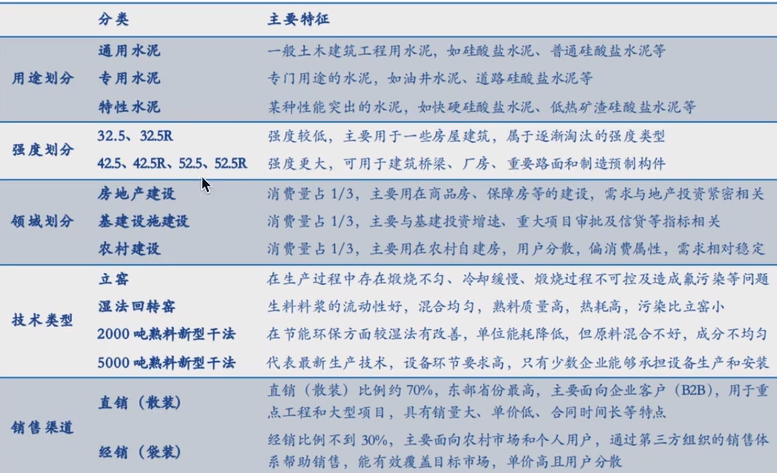 分类 主要特征
通用水泥 一般土木建筑工程用水泥，如硅酸盐水泥、普通硅酸盐水泥等
用途划分 专用水泥 专门用途的水泥，如油井水泥、道路硅酸盐水泥等
特性水泥 某种性能突出的水泥，如快硬硅酸盐水泥、低热矿渣硅酸盐水泥等
强度划分
32.5、32.5R 强度较低，主要用于一些房屋建筑，属于逐渐淘汰的强度类型
42.5、42.5R、52.5、52.5R 强度更大，可用于建筑桥梁、厂房、重要路面和制造预制构件
房地产建设 消费量占 1/3，主要用在商品房、保障房等的建设，需求与地产投资紧密相关
领域划分 基建设施建设 消费量占 1/3，主要与基建投资增速、重大项目审批及信贷等指标相关
农村建设 消费量占 1/3，主要用在农村自建房，用户分散，偏消费属性，需求相对稳定
技术类型
立窑 在生产过程中存在煅烧不匀、冷却缓慢、煅烧过程不可控及造成氟污染等问题
湿法回转窑 生料料浆的流动性好，混合均匀，熟料质量高，热耗高，污染比立窑小
2000 吨熟料新型干法 在节能环保方面较湿法有改善，单位能耗降低，但原料混合不好，成分不均匀
5000 吨熟料新型干法 代表最新生产技术，设备环节要求高，只有少数企业能够承担设备生产和安装
销售渠道
直销（散装） 直销（散装）比例约 70%，东部省份最高，主要面向企业客户（B2B），用于重
点工程和大型项目，具有销量大、单价低、合同时间长等特点
经销（袋装） 经销比例不到 30%，主要面向农村市场和个人用户，通过第三方组织的销售体
系帮助销售，能有效覆盖目标市场，单价高且用户分散